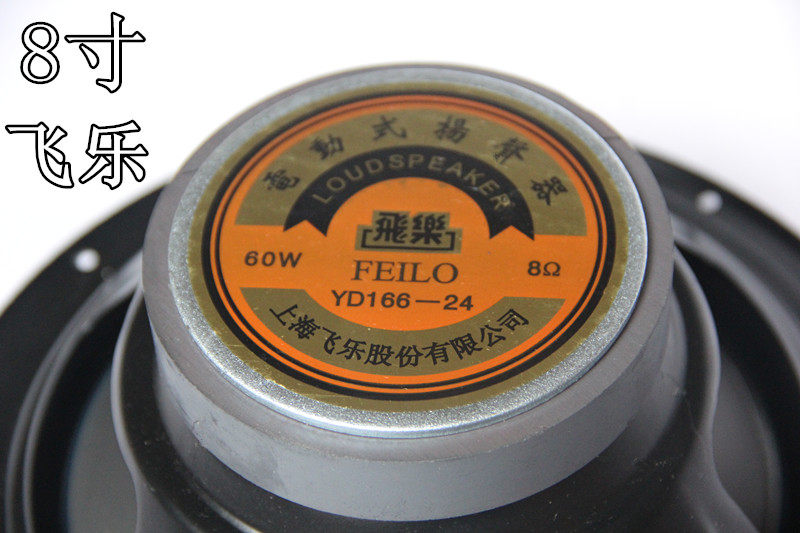 8寸
飞乐
電動式揚聲器
LOUDSPEAKER
飛樂
60W
FEILO
8Ω
YD166—24
上海飞乐股份有限公司